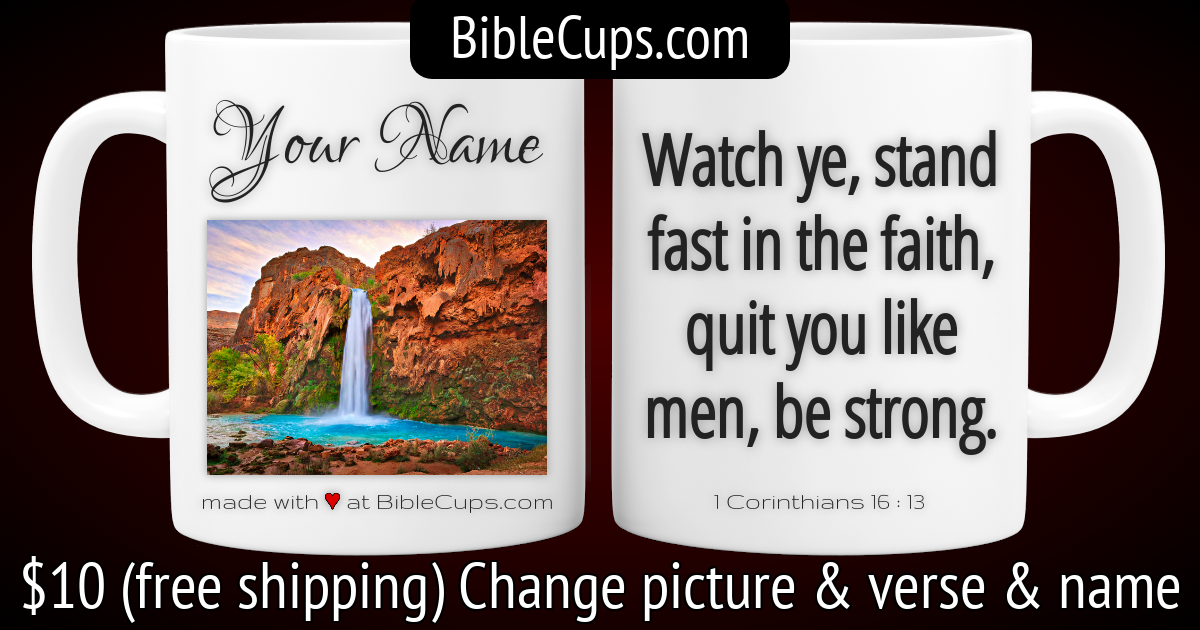 BibleCups.com
Your Name
made with ♥ at BibleCups.com
Watch ye, stand
fast in the faith,
quit you like
men, be strong.
1 Corinthians 16 : 13
$10 (free shipping) Change picture & verse & name